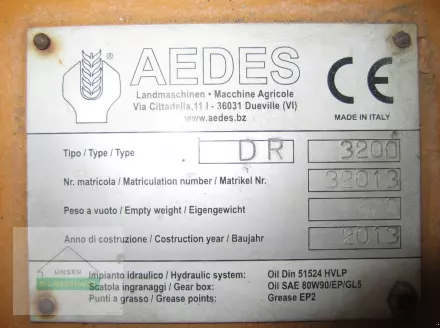 AEDES
®
Landmaschinen • Macchine Agricole
Via Cittadella,11 I - 36031 Dueville (VI)
www.aedes.bz
CE
MADE IN ITALY
Tipo / Type / Type DR 3200
Nr. matricola / Matriculation number / Matrikel Nr. 32013
Peso a vuoto / Empty weight / Eigengewicht
Anno di costruzione / Costruction year / Baujahr 2013
Impianto idraulico / Hydraulic system: Oil Din 51524 HVLP
Scatola ingranaggi / Gear box: Oil SAE 80W90/EP/GL5
Punti a grasso / Grease points: Grease EP2
UNSER